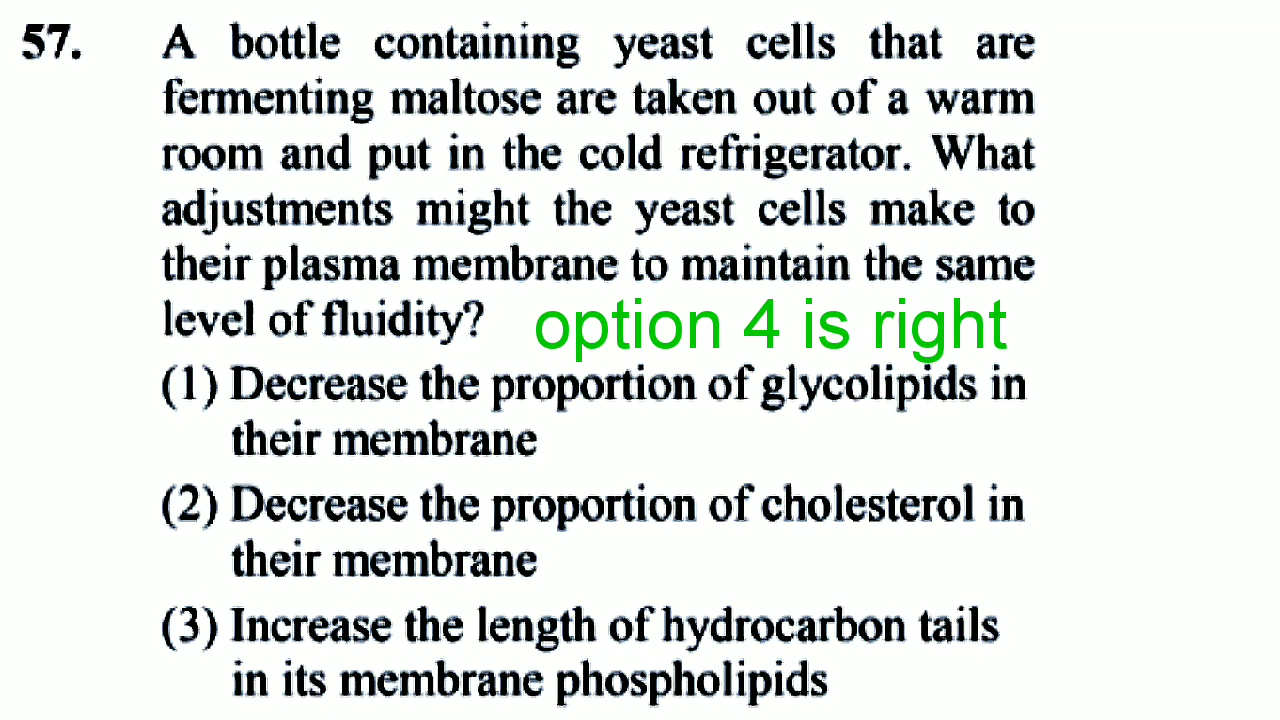 57. A bottle containing yeast cells that are
fermenting maltose are taken out of a warm
room and put in the cold refrigerator. What
adjustments might the yeast cells make to
their plasma membrane to maintain the same
level of fluidity? option 4 is right
(1) Decrease the proportion of glycolipids in
their membrane
(2) Decrease the proportion of cholesterol in
their membrane
(3) Increase the length of hydrocarbon tails
in its membrane phospholipids